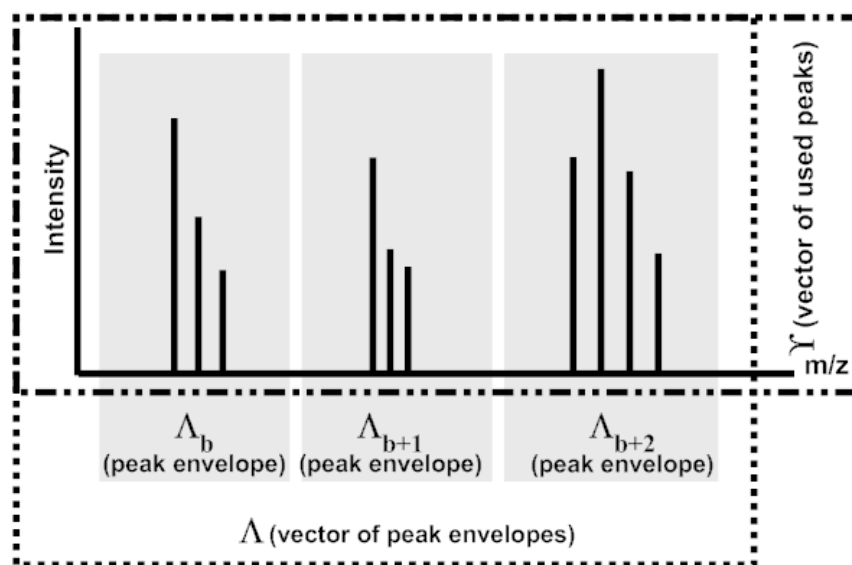 Intensity
ϒ (vector of used peaks)
m/z
Λb Λb+1 Λb+2
(peak envelope) (peak envelope) (peak envelope)
Λ (vector of peak envelopes)